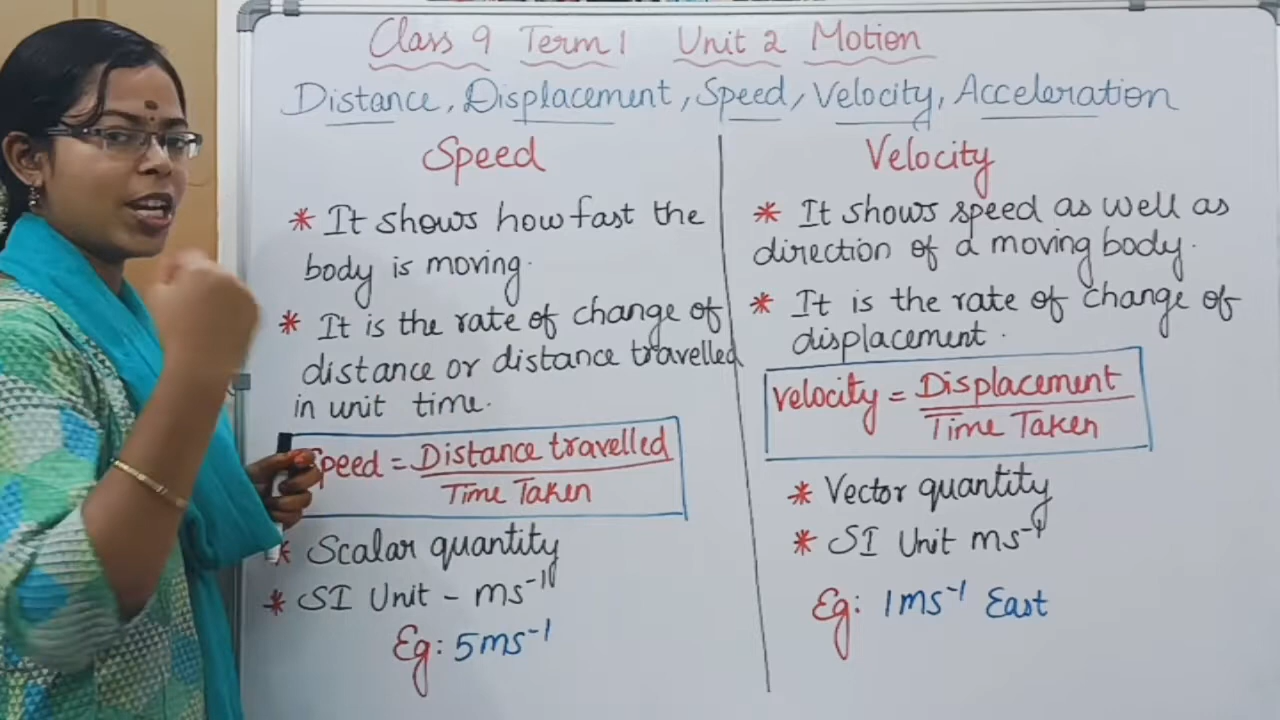 Class 9 Term 1 Unit 2 Motion
Distance, Displacement, Speed, Velocity, Acceleration
Speed
* It shows how fast the
body is moving.
* It is the rate of change of
distance or distance travelled
in unit time.
Speed = Distance travelled
Time Taken
* Scalar quantity
* SI Unit - ms⁻¹
Eg: 5ms⁻¹
Velocity
* It shows speed as well as
direction of a moving body.
* It is the rate of change of
displacement.
Velocity = Displacement
Time Taken
* Vector quantity
* SI Unit ms⁻¹
Eg: 1ms⁻¹ East